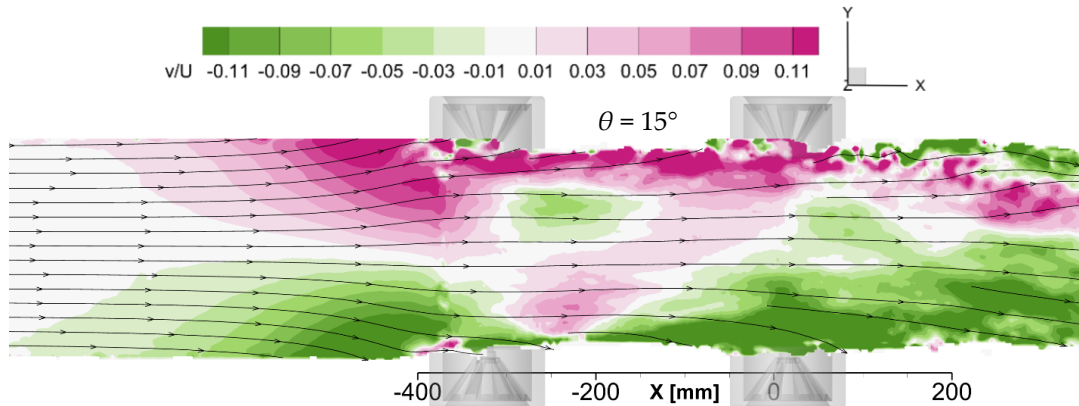 Y
v/U -0.11 -0.09 -0.07 -0.05 -0.03 -0.01 0.01 0.03 0.05 0.07 0.09 0.11
Z X
θ = 15°
-400 -200 X [mm] 0 200